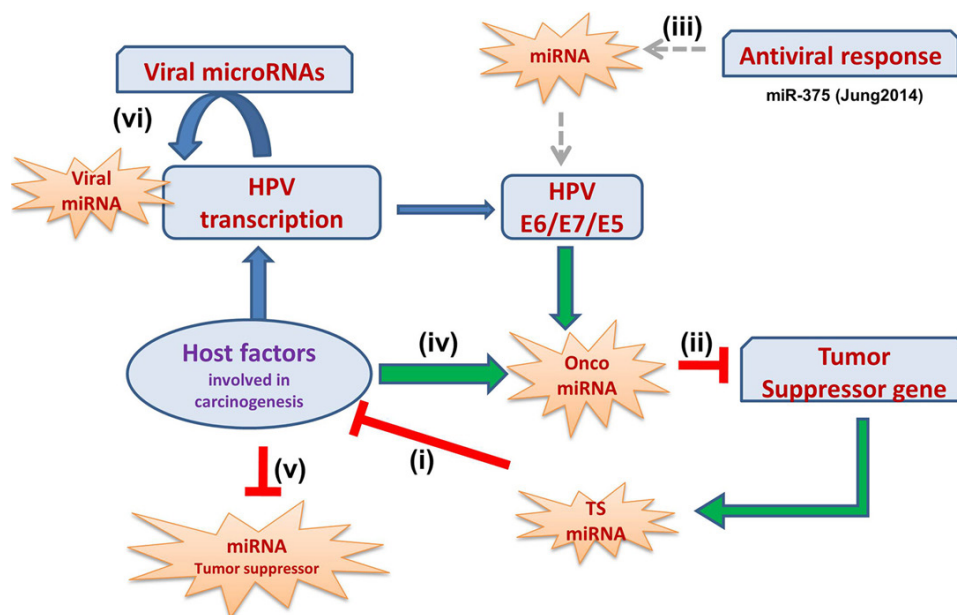 Viral microRNAs
(vi)
Viral
miRNA
HPV
transcription
miRNA
(iii)
Antiviral response
miR-375 (Jung2014)
HPV
E6/E7/E5
Host factors
involved in
carcinogenesis
(iv)
Onco
miRNA
(ii)
Tumor
Suppressor gene
(i)
(v)
TS
miRNA
miRNA
Tumor suppressor